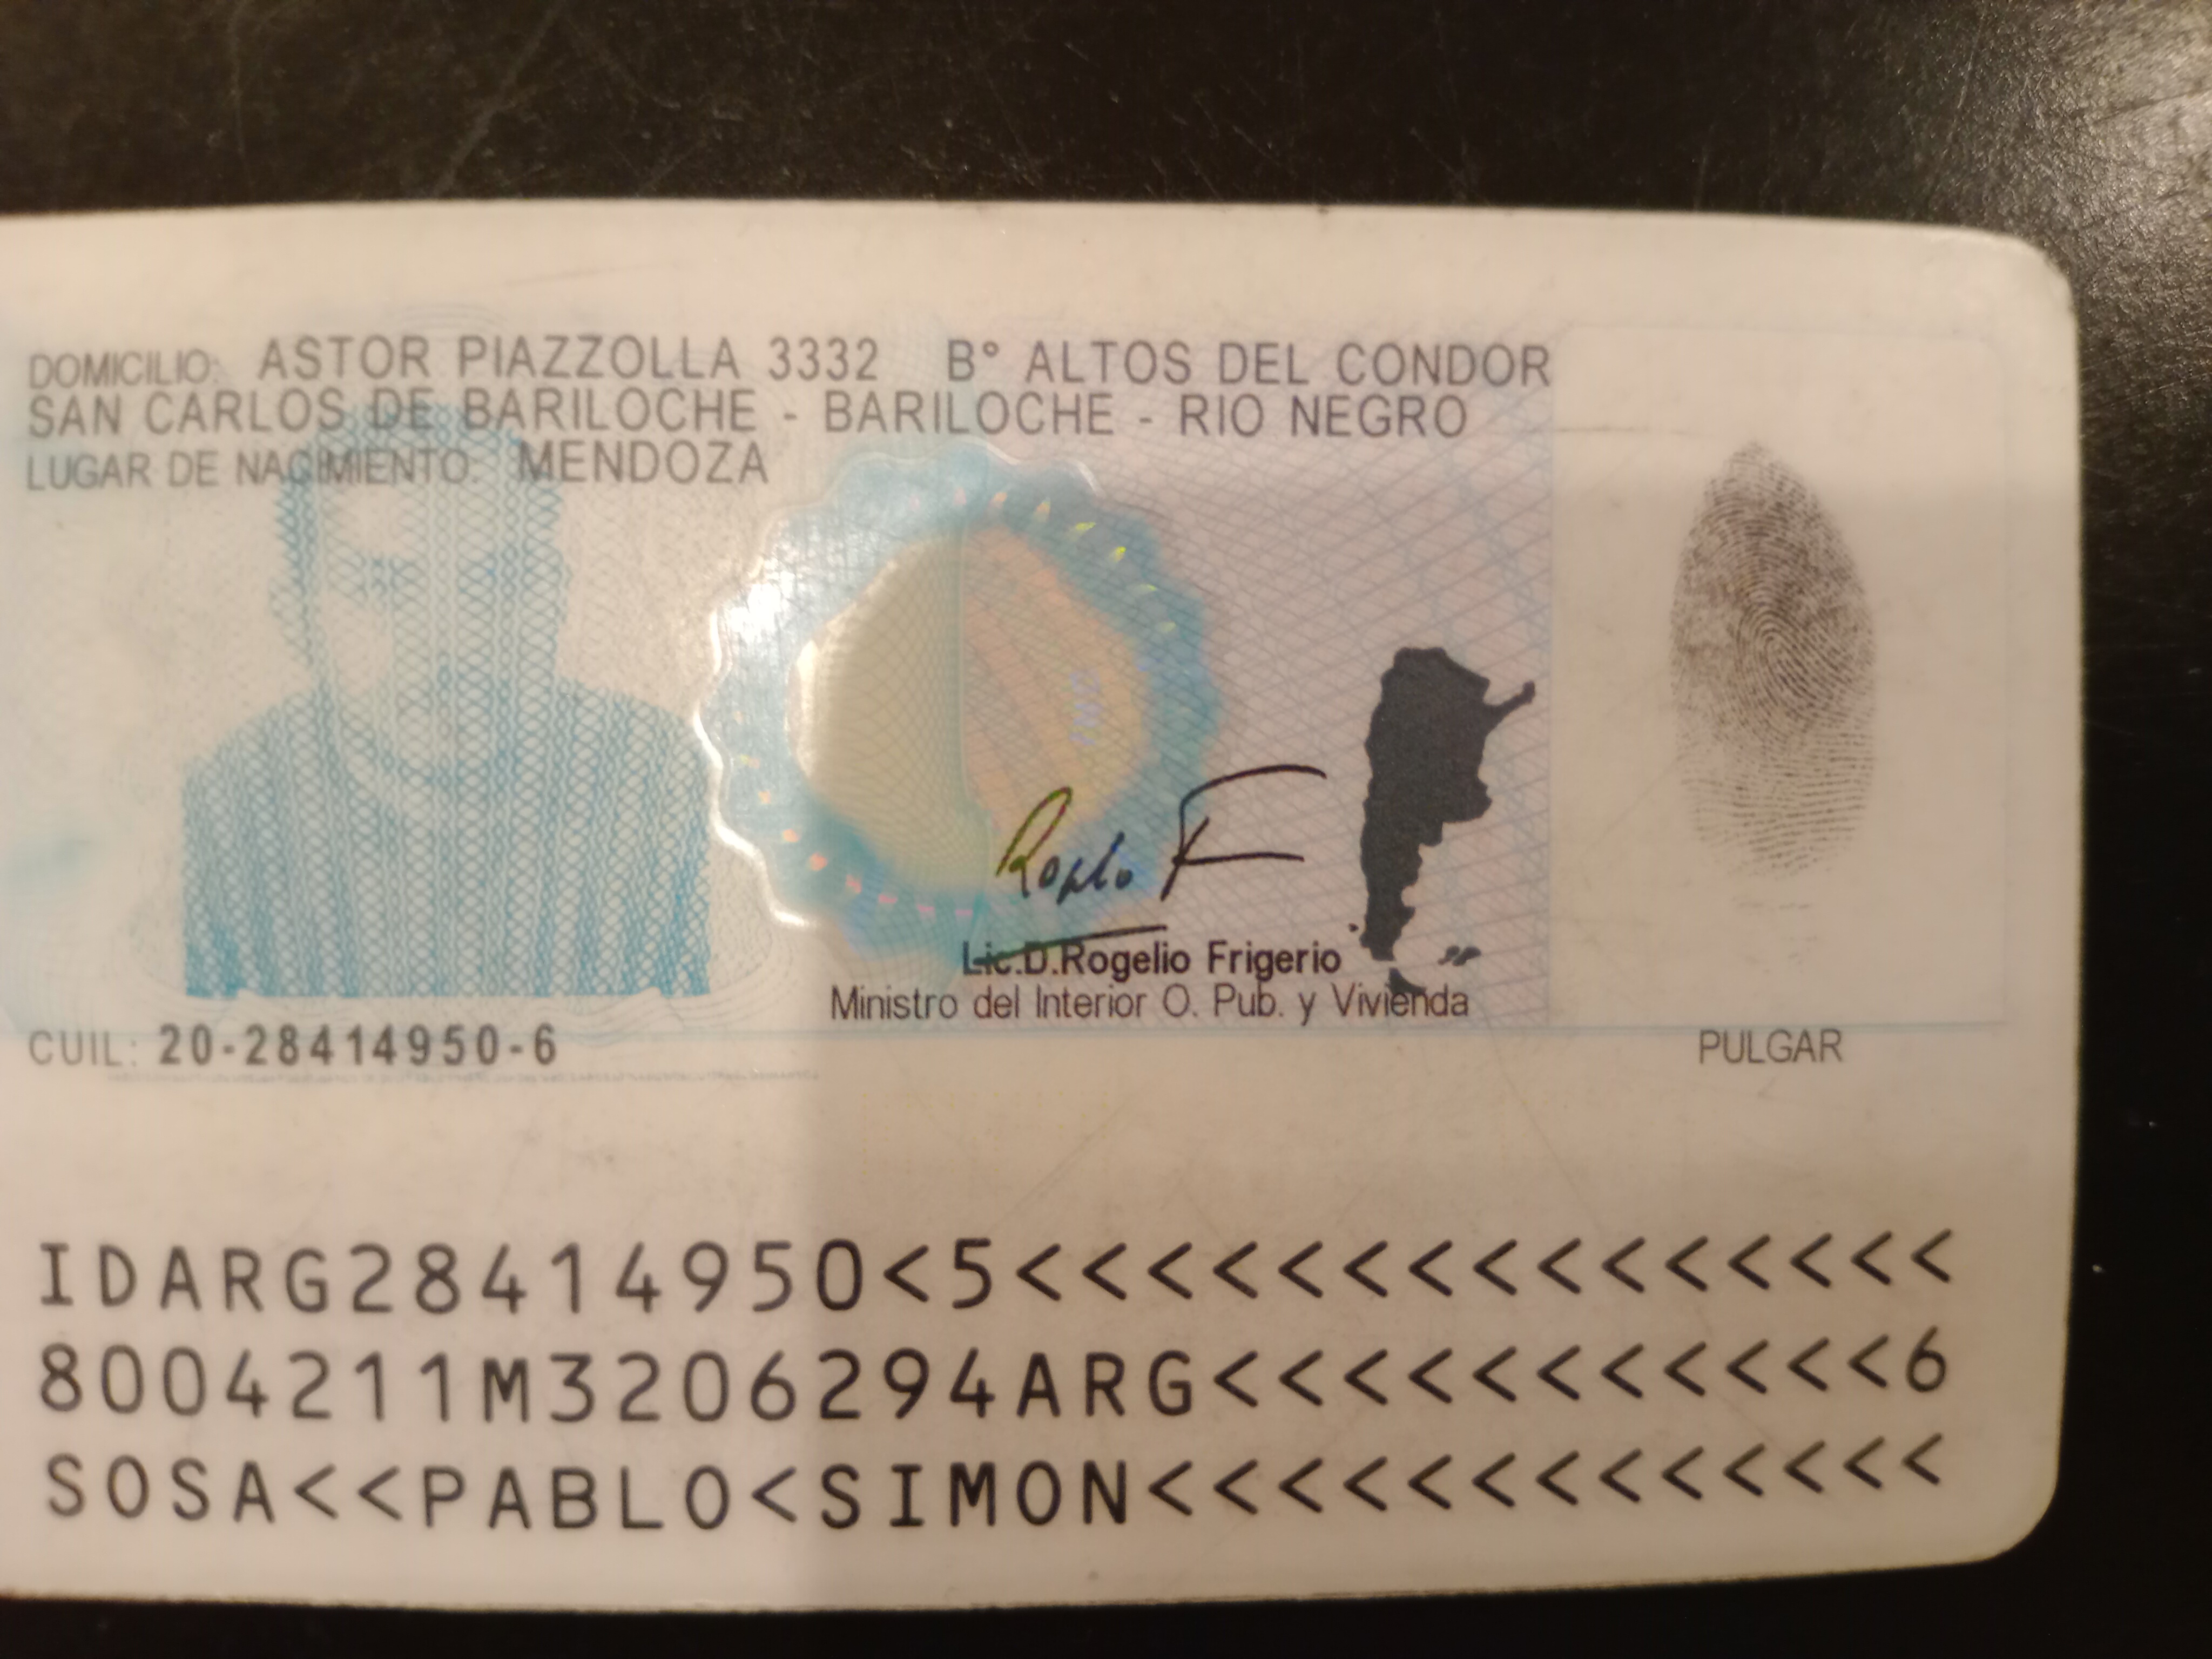 DOMICILIO: ASTOR PIAZZOLLA 3332 B° ALTOS DEL CONDOR
SAN CARLOS DE BARILOCHE - BARILOCHE - RIO NEGRO
LUGAR DE NACIMIENTO: MENDOZA
Lic.D.Rogelio Frigerio
Ministro del Interior O. Pub. y Vivienda
CUIL: 20-28414950-6
PULGAR
IDARG28414950<5<<<<<<<<<<<<<<<
8004211M3206294ARG<<<<<<<<<<<6
SOSA<<PABLO<SIMON<<<<<<<<<<<<<